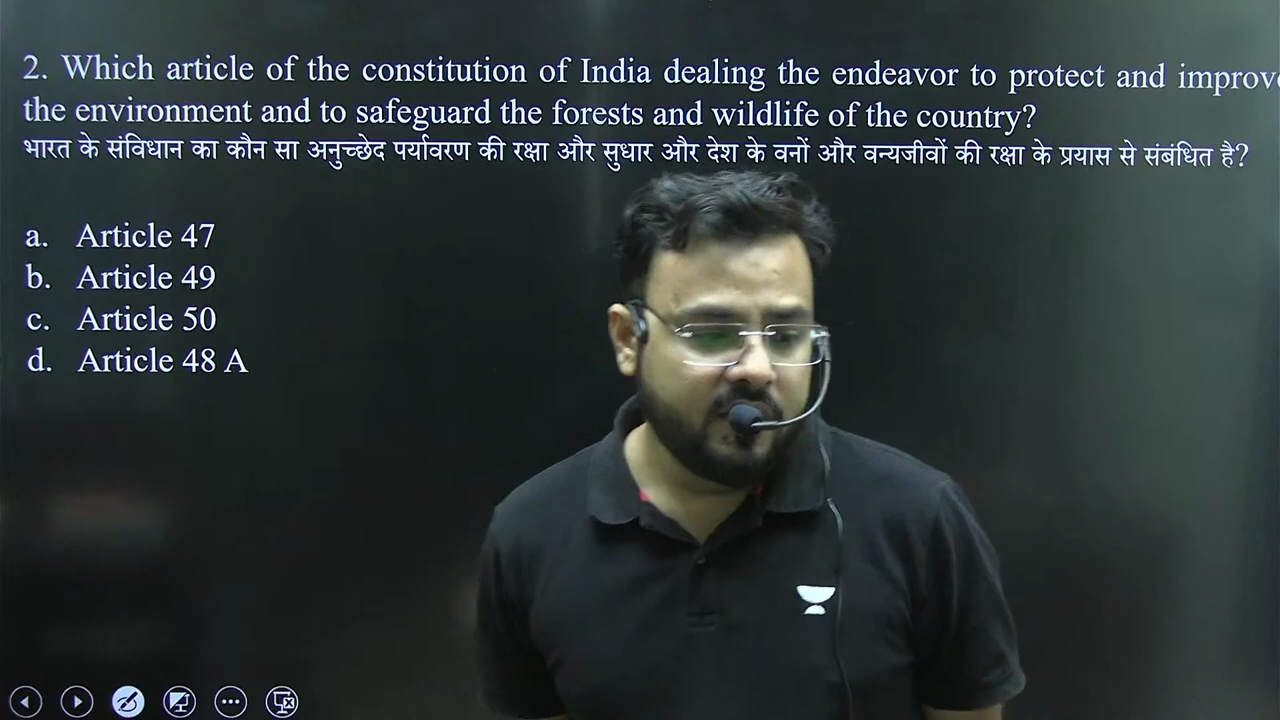 2. Which article of the constitution of India dealing the endeavor to protect and improve
the environment and to safeguard the forests and wildlife of the country?
भारत के संविधान का कौन सा अनुच्छेद पर्यावरण की रक्षा और सुधार और देश के वनों और वन्यजीवों की रक्षा के प्रयास से संबंधित है?
a. Article 47
b. Article 49
c. Article 50
d. Article 48 A